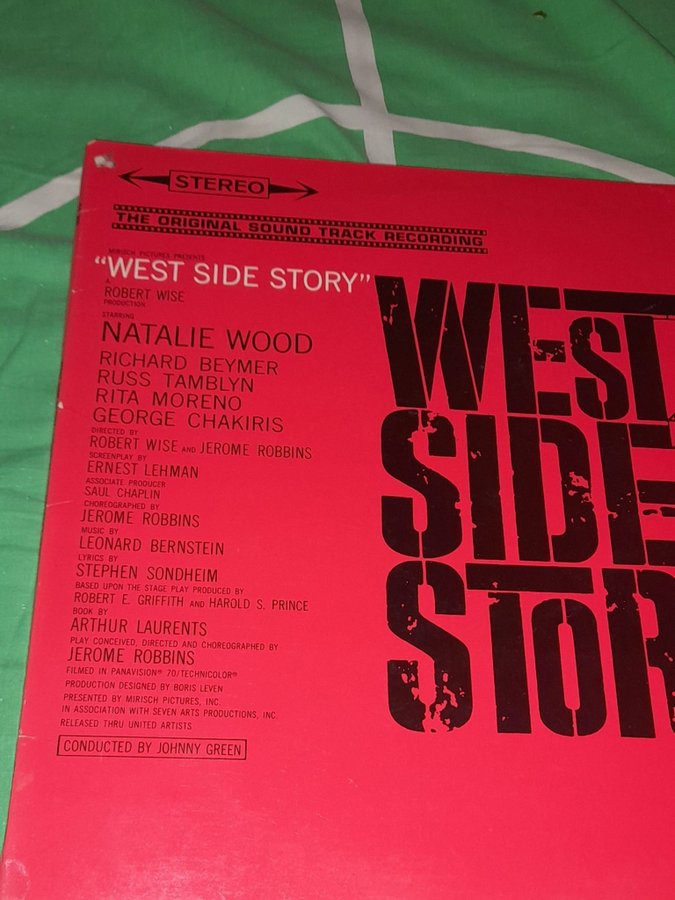 STEREO
THE ORIGINAL SOUND TRACK RECORDING
MIRISCH PICTURES PRESENTS
"WEST SIDE STORY"
A
ROBERT WISE
PRODUCTION
STARRING
NATALIE WOOD
RICHARD BEYMER
RUSS TAMBLYN
RITA MORENO
GEORGE CHAKIRIS
DIRECTED BY
ROBERT WISE AND JEROME ROBBINS
SCREENPLAY BY
ERNEST LEHMAN
ASSOCIATE PRODUCER
SAUL CHAPLIN
CHOREOGRAPHED BY
JEROME ROBBINS
MUSIC BY
LEONARD BERNSTEIN
LYRICS BY
STEPHEN SONDHEIM
BASED UPON THE STAGE PLAY PRODUCED BY
ROBERT E. GRIFFITH AND HAROLD S. PRINCE
BOOK BY
ARTHUR LAURENTS
PLAY CONCEIVED, DIRECTED AND CHOREOGRAPHED BY
JEROME ROBBINS
FILMED IN PANAVISION® 70/TECHNICOLOR®
PRODUCTION DESIGNED BY BORIS LEVEN
PRESENTED BY MIRISCH PICTURES, INC.
IN ASSOCIATION WITH SEVEN ARTS PRODUCTIONS, INC
RELEASED THRU UNITED ARTISTS
CONDUCTED BY JOHNNY GREEN
WEST
SIDE
STOR